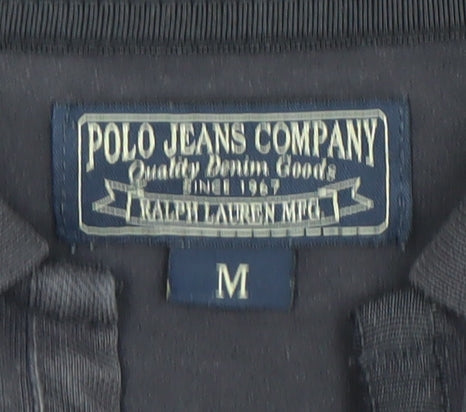 POLO JEANS COMPANY
Quality Denim Goods
SINCE 1967
RALPH LAUREN MFG.
M